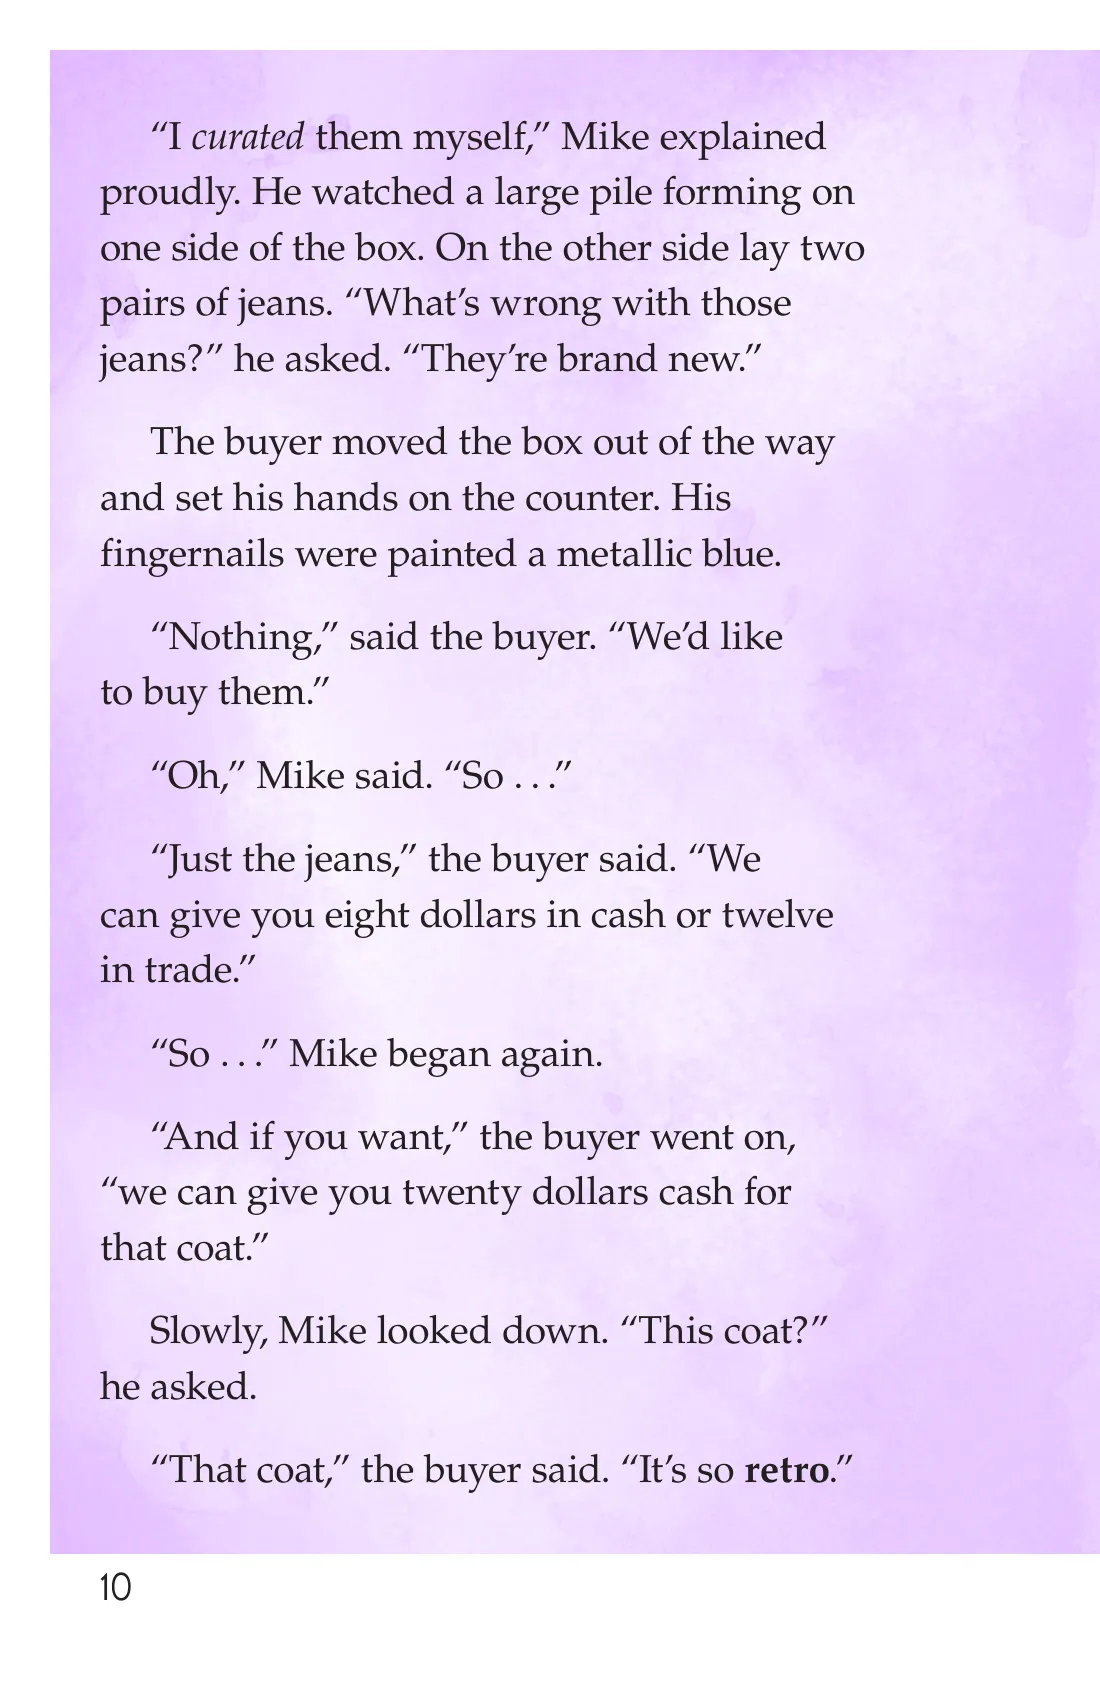 “I curated them myself,” Mike explained
proudly. He watched a large pile forming on
one side of the box. On the other side lay two
pairs of jeans. “What’s wrong with those
jeans?” he asked. “They’re brand new.”
The buyer moved the box out of the way
and set his hands on the counter. His
fingernails were painted a metallic blue.
“Nothing,” said the buyer. “We’d like
to buy them.”
“Oh,” Mike said. “So . . .”
“Just the jeans,” the buyer said. “We
can give you eight dollars in cash or twelve
in trade.”
“So . . .” Mike began again.
“And if you want,” the buyer went on,
“we can give you twenty dollars cash for
that coat.”
Slowly, Mike looked down. “This coat?”
he asked.
“That coat,” the buyer said. “It’s so retro.”
10